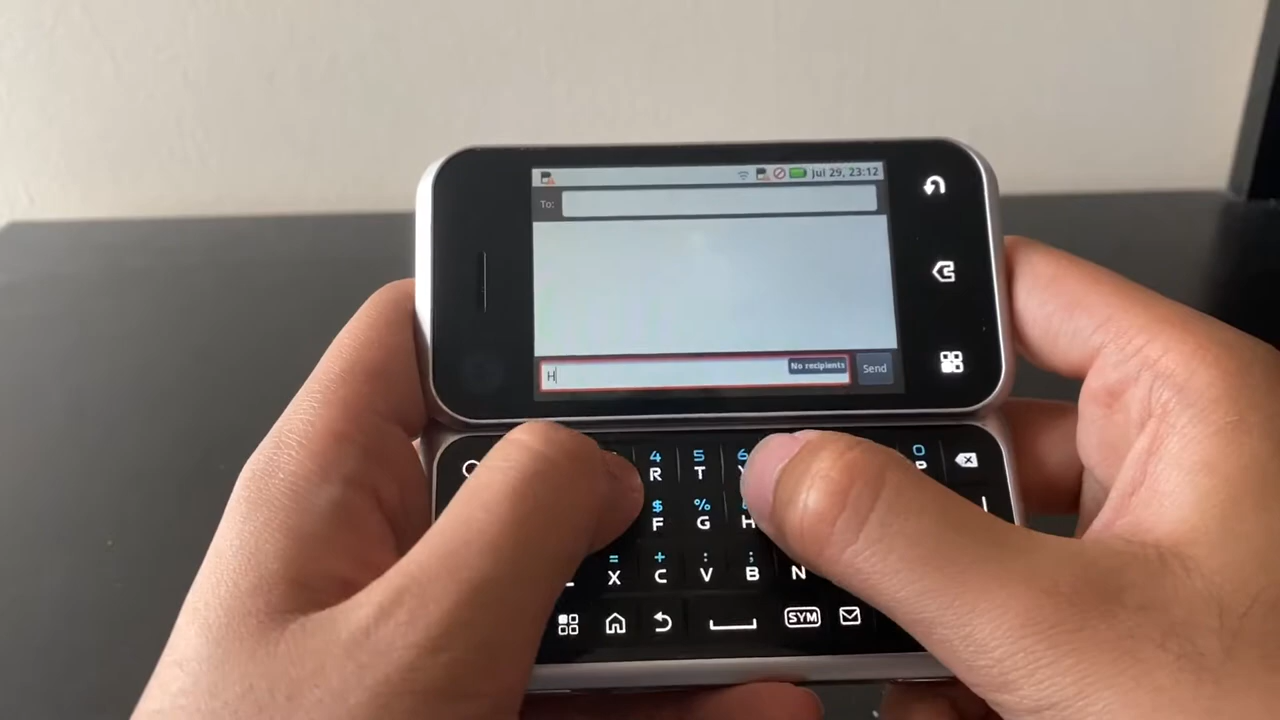 Jul 29, 23:12
To:
H
No recipients
Send
4 5 6
R T Y 0 P
$ %
F G H
= + : ;
X C V B N
SYM